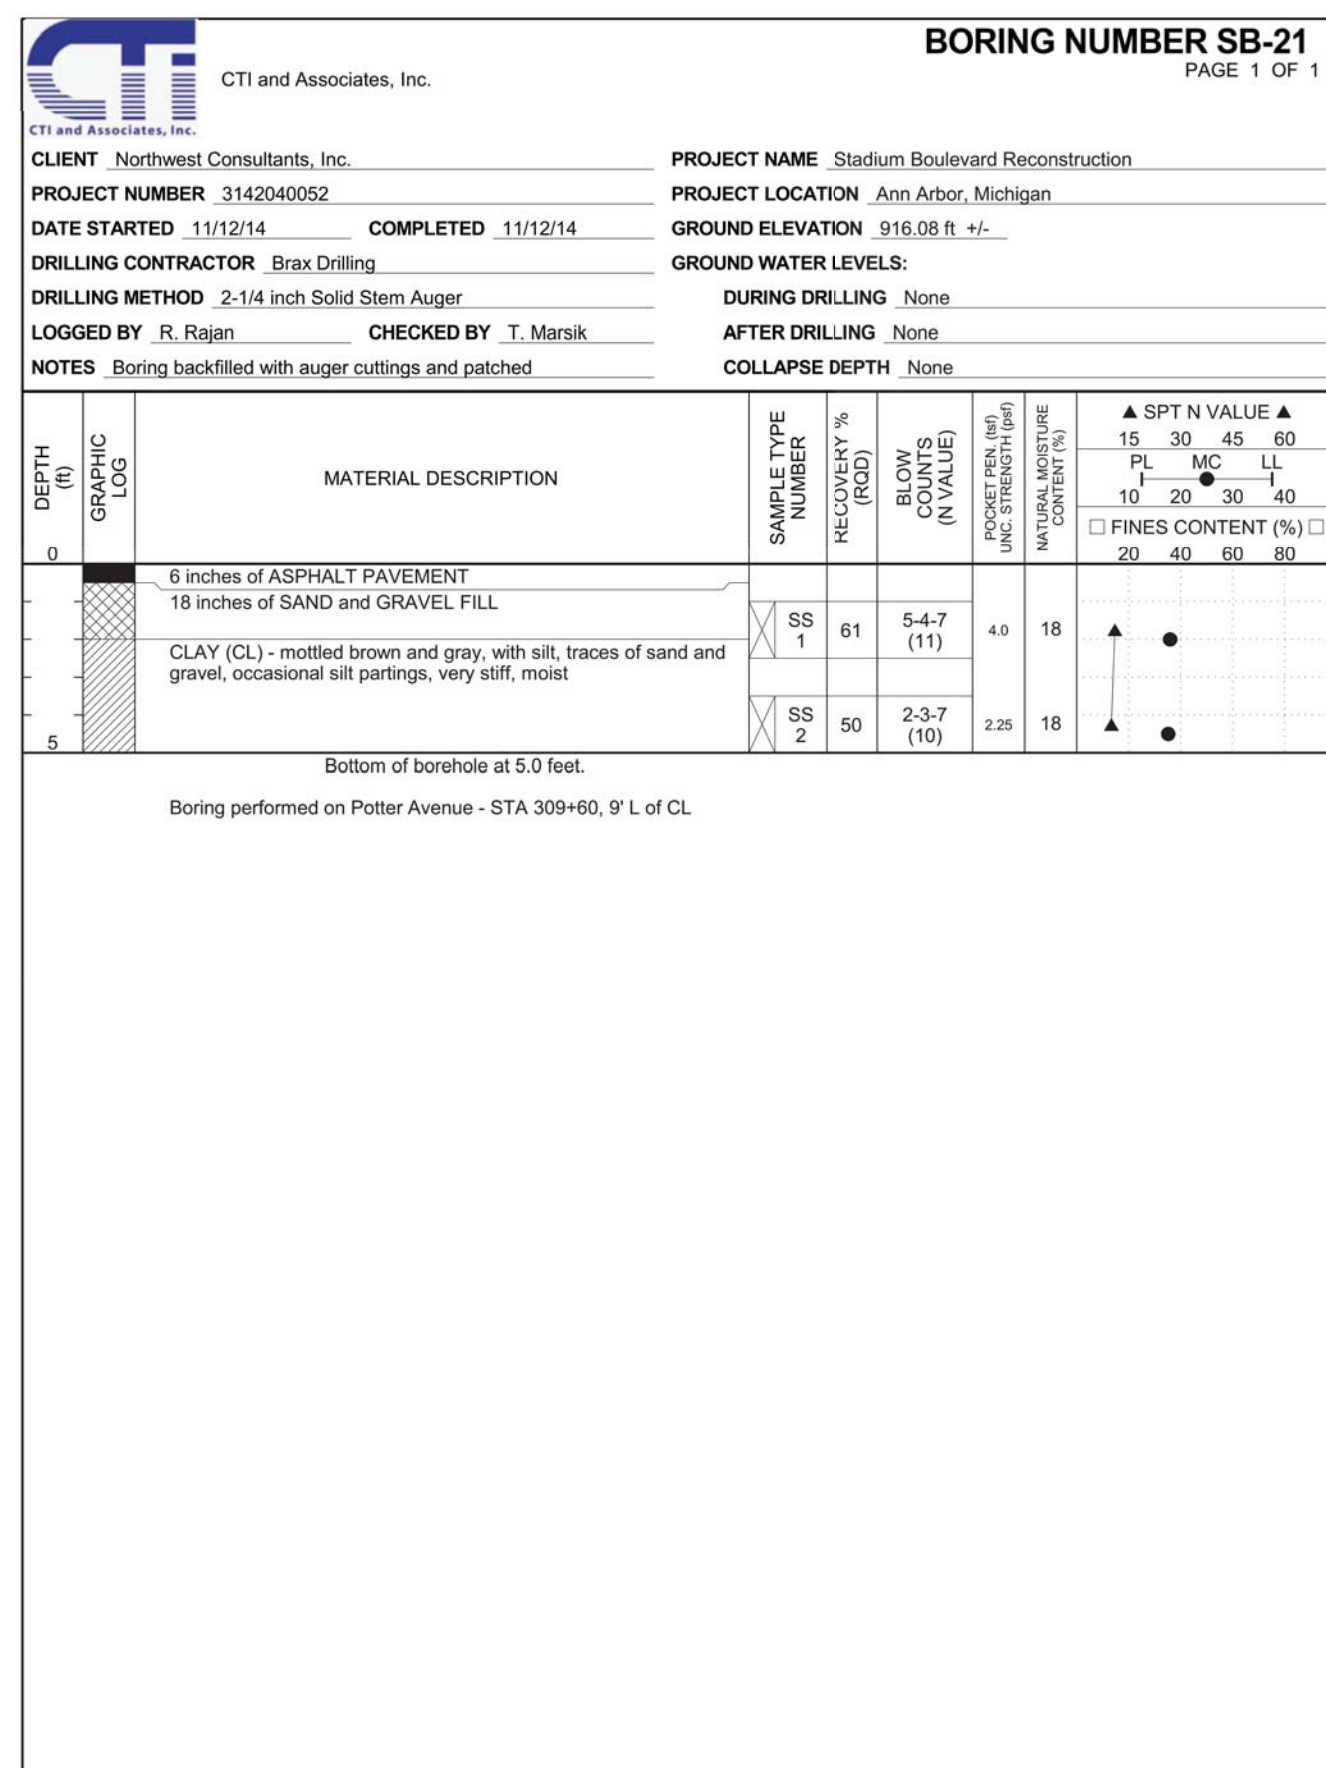 BORING NUMBER SB-21
PAGE 1 OF 1
CTI
CTI and Associates, Inc.
CTI and Associates, Inc.
CLIENT Northwest Consultants, Inc.
PROJECT NAME Stadium Boulevard Reconstruction
PROJECT NUMBER 3142040052
PROJECT LOCATION Ann Arbor, Michigan
DATE STARTED 11/12/14 COMPLETED 11/12/14
GROUND ELEVATION 916.08 ft +/-
DRILLING CONTRACTOR Brax Drilling
GROUND WATER LEVELS:
DRILLING METHOD 2-1/4 inch Solid Stem Auger
DURING DRILLING None
LOGGED BY R. Rajan CHECKED BY T. Marsik
AFTER DRILLING None
NOTES Boring backfilled with auger cuttings and patched
COLLAPSE DEPTH None
DEPTH
(ft)
GRAPHIC
LOG
MATERIAL DESCRIPTION
SAMPLE TYPE
NUMBER
RECOVERY %
(RQD)
BLOW
COUNTS
(N VALUE)
POCKET PEN. (tsf)
UNC. STRENGTH (psf)
NATURAL MOISTURE
CONTENT (%)
▲ SPT N VALUE ▲
15 30 45 60
PL MC LL
10 20 30 40
□ FINES CONTENT (%) □
20 40 60 80
0
6 inches of ASPHALT PAVEMENT
18 inches of SAND and GRAVEL FILL
SS
1
61
5-4-7
(11)
4.0
18
CLAY (CL) - mottled brown and gray, with silt, traces of sand and
gravel, occasional silt partings, very stiff, moist
SS
2
50
2-3-7
(10)
2.25
18
5
Bottom of borehole at 5.0 feet.
Boring performed on Potter Avenue - STA 309+60, 9' L of CL